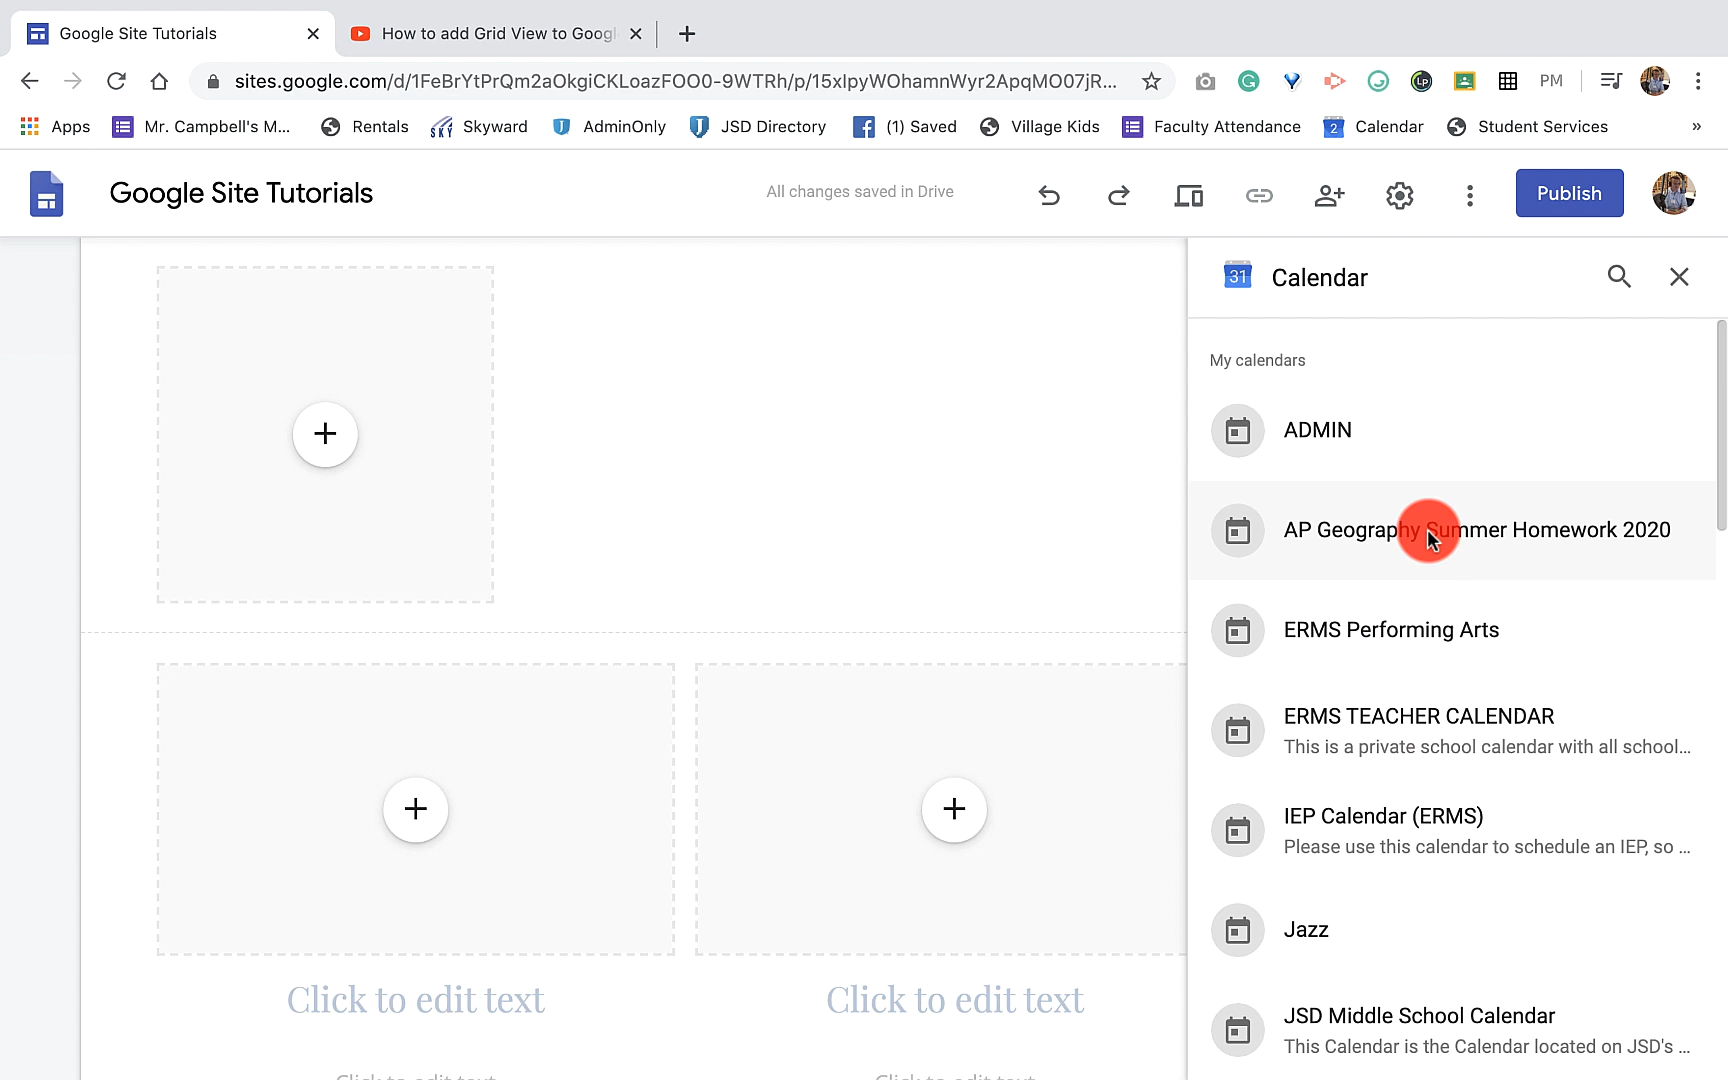 Google Site Tutorials
How to add Grid View to Googl
sites.google.com/d/1FeBrYtPrQm2aOkgiCKLoazFOO0-9WTRh/p/15xIpyWOhamnWyr2ApqMO07jR...
PM
Apps
Mr. Campbell's M...
Rentals
SKY
Skyward
AdminOnly
JSD Directory
(1) Saved
Village Kids
Faculty Attendance
2
Calendar
Student Services
»
Google Site Tutorials
All changes saved in Drive
Publish
31
Calendar
My calendars
ADMIN
AP Geography Summer Homework 2020
ERMS Performing Arts
ERMS TEACHER CALENDAR
This is a private school calendar with all school...
IEP Calendar (ERMS)
Please use this calendar to schedule an IEP, so ...
Jazz
JSD Middle School Calendar
This Calendar is the Calendar located on JSD's ...
Click to edit text
Click to edit text
Click to edit text
Click to edit text